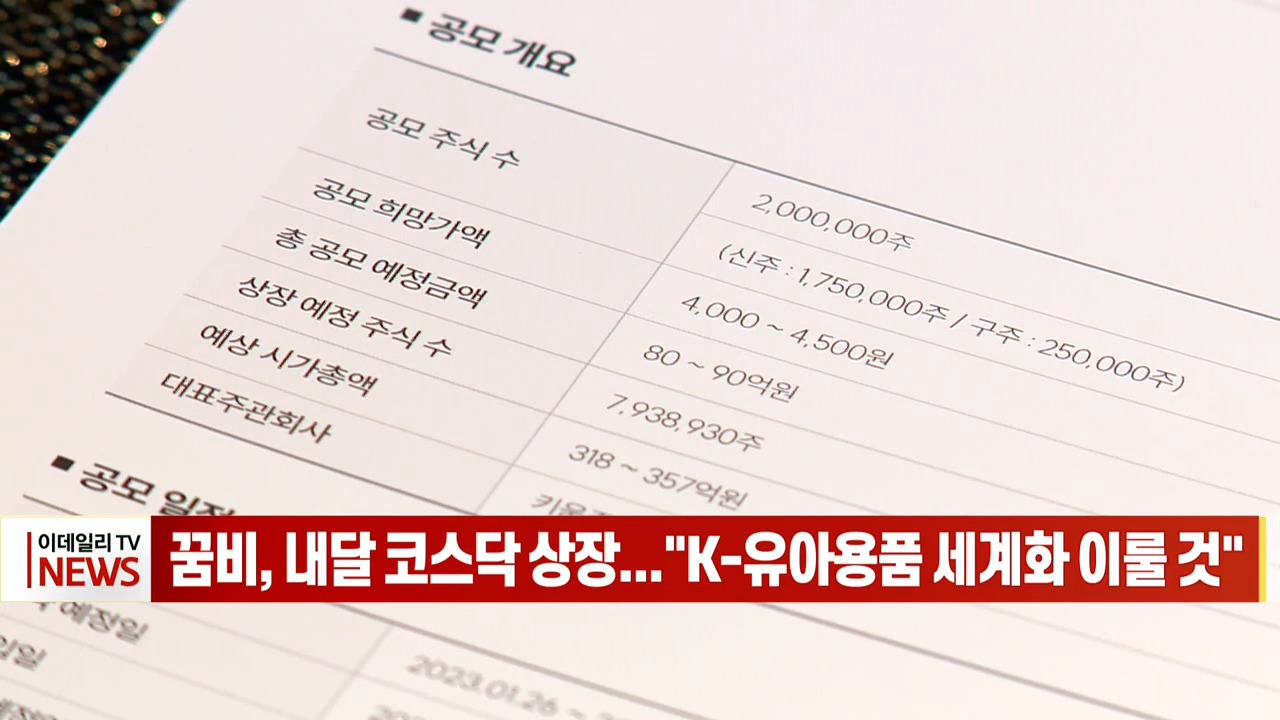 ■ 공모 개요
공모 주식 수
2,000,000주
(신주 : 1,750,000주 / 구주 : 250,000주)
공모 희망가액
4,000 ~ 4,500원
총 공모 예정금액
80 ~ 90억원
상장 예정 주식 수
7,938,930주
예상 시가총액
318 ~ 357억원
대표주관회사
키움
■ 공모 일정
이데일리 TV
NEWS
꿈비, 내달 코스닥 상장..."K-유아용품 세계화 이룰 것"
예정일
2023.01.26 ~